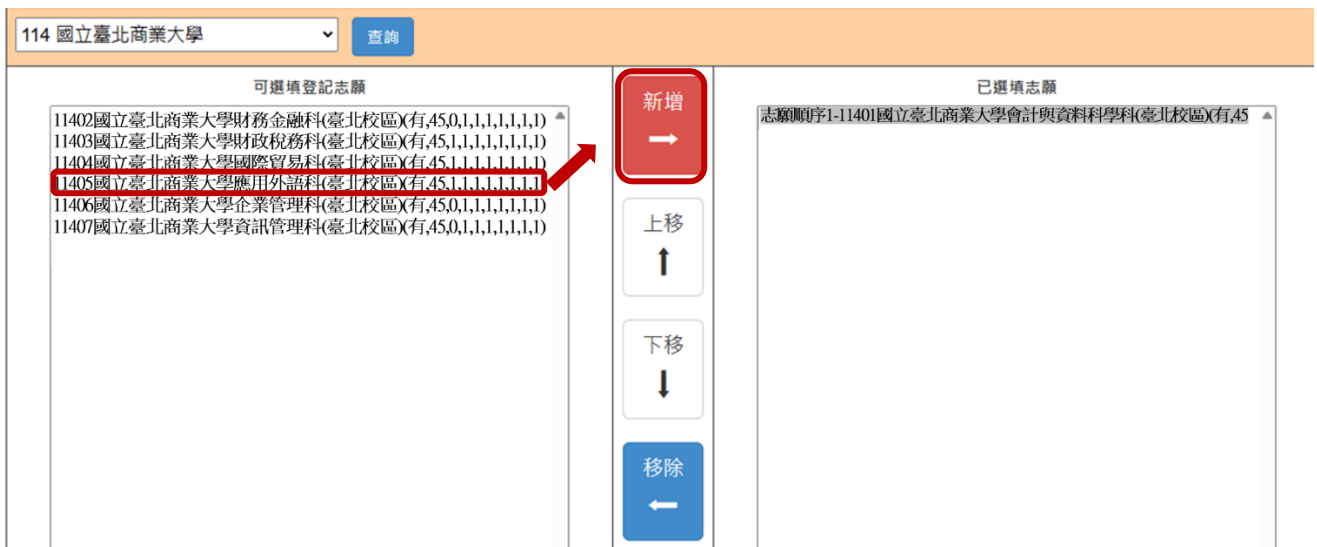 114 國立臺北商業大學
查詢
可選填登記志願
11402國立臺北商業大學財務金融科(臺北校區)(有,45,0,1,1,1,1,1,1,1)
11403國立臺北商業大學財政稅務科(臺北校區)(有,45,1,1,1,1,1,1,1,1)
11404國立臺北商業大學國際貿易科(臺北校區)(有,45,1,1,1,1,1,1,1,1)
11405國立臺北商業大學應用外語科(臺北校區)(有,45,1,1,1,1,1,1,1,1
11406國立臺北商業大學企業管理科(臺北校區)(有,45,0,1,1,1,1,1,1,1)
11407國立臺北商業大學資訊管理科(臺北校區)(有,45,0,1,1,1,1,1,1,1)
新增
上移
下移
移除
已選填志願
志願順序1-11401國立臺北商業大學會計與資料科學科(臺北校區)(有,45